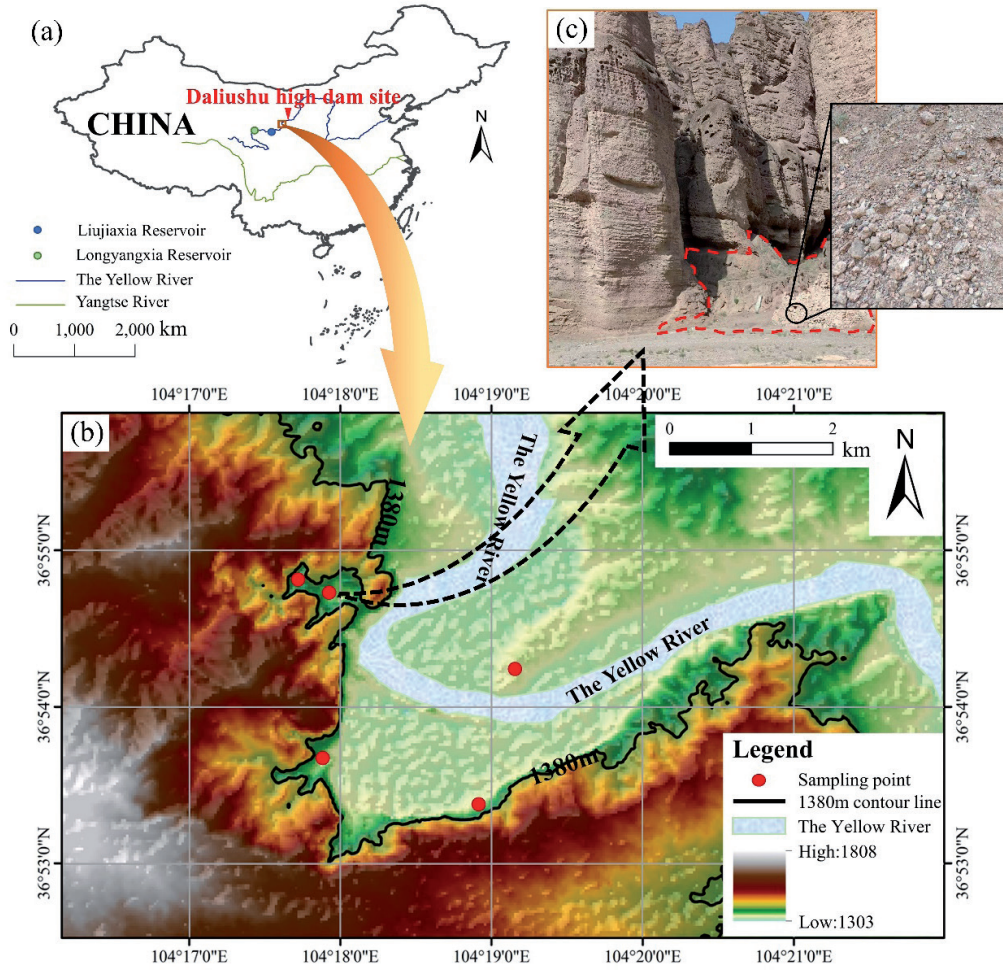 (a)
Daliushu high dam site
CHINA
N
Liujiaxia Reservoir
Longyangxia Reservoir
The Yellow River
Yangtse River
0 1,000 2,000 km
(c)
104°17'0"E 104°18'0"E 104°19'0"E 104°20'0"E 104°21'0"E
(b)
0 1 2
km
N
The Yellow River
1380m
36°55'0"N
36°55'0"N
The Yellow River
36°54'0"N
36°54'0"N
1380m
36°53'0"N
36°53'0"N
Legend
Sampling point
1380m contour line
The Yellow River
High:1808
Low:1303
104°17'0"E 104°18'0"E 104°19'0"E 104°20'0"E 104°21'0"E